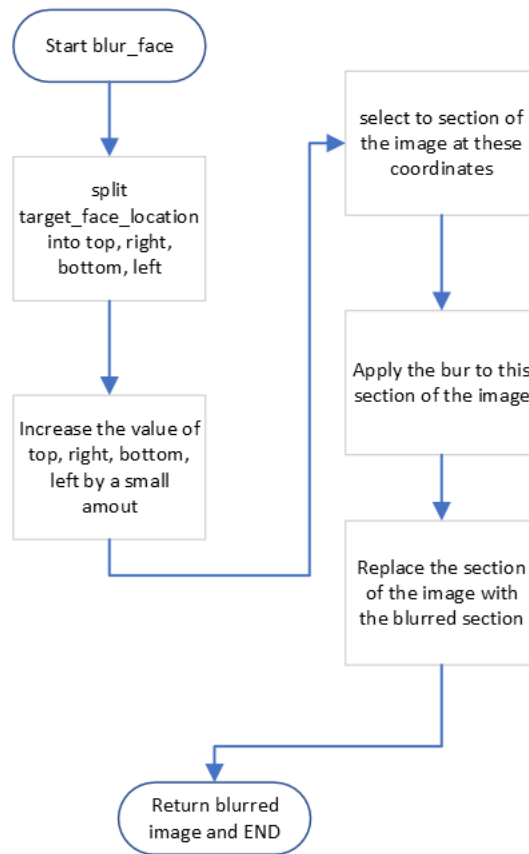 Start blur_face
split
target_face_location
into top, right,
bottom, left
Increase the value of
top, right, bottom,
left by a small
amout
select to section of
the image at these
coordinates
Apply the bur to this
section of the image
Replace the section
of the image with
the blurred section
Return blurred
image and END